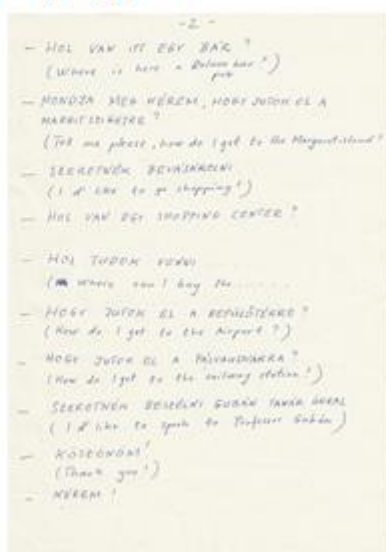 - 2 -
- HOL VAN ITT EGY BÁR ?
(Where is here a bar ?)
pub
- MONDJA MEG KÉREM, HOGY JUTOK EL A
MARGITSZIGETRE ?
(Tell me please, how do I get to the Margaretisland ?
- SZERETNÉK BEVÁSÁROLNI
(I d' like to go shopping !)
- HOL VAN EGY SHOPPING CENTER ?
- HOL TUDOK VENNI
( Where can I buy the.........
- HOGY JUTOK EL A REPÜLŐTÉRRE ?
(How do I get to the Airport ?)
- HOGY JUTOK EL A PÁLYAUDVARRA ?
(How do I get to the railway station !)
- SZERETNÉK BESZÉLNI GUBÁN TANÁR ÚRRAL
( I d' like to speak to Professor Gubán )
- KÖSZÖNÖM !
(Thank you !)
- KÉREM !